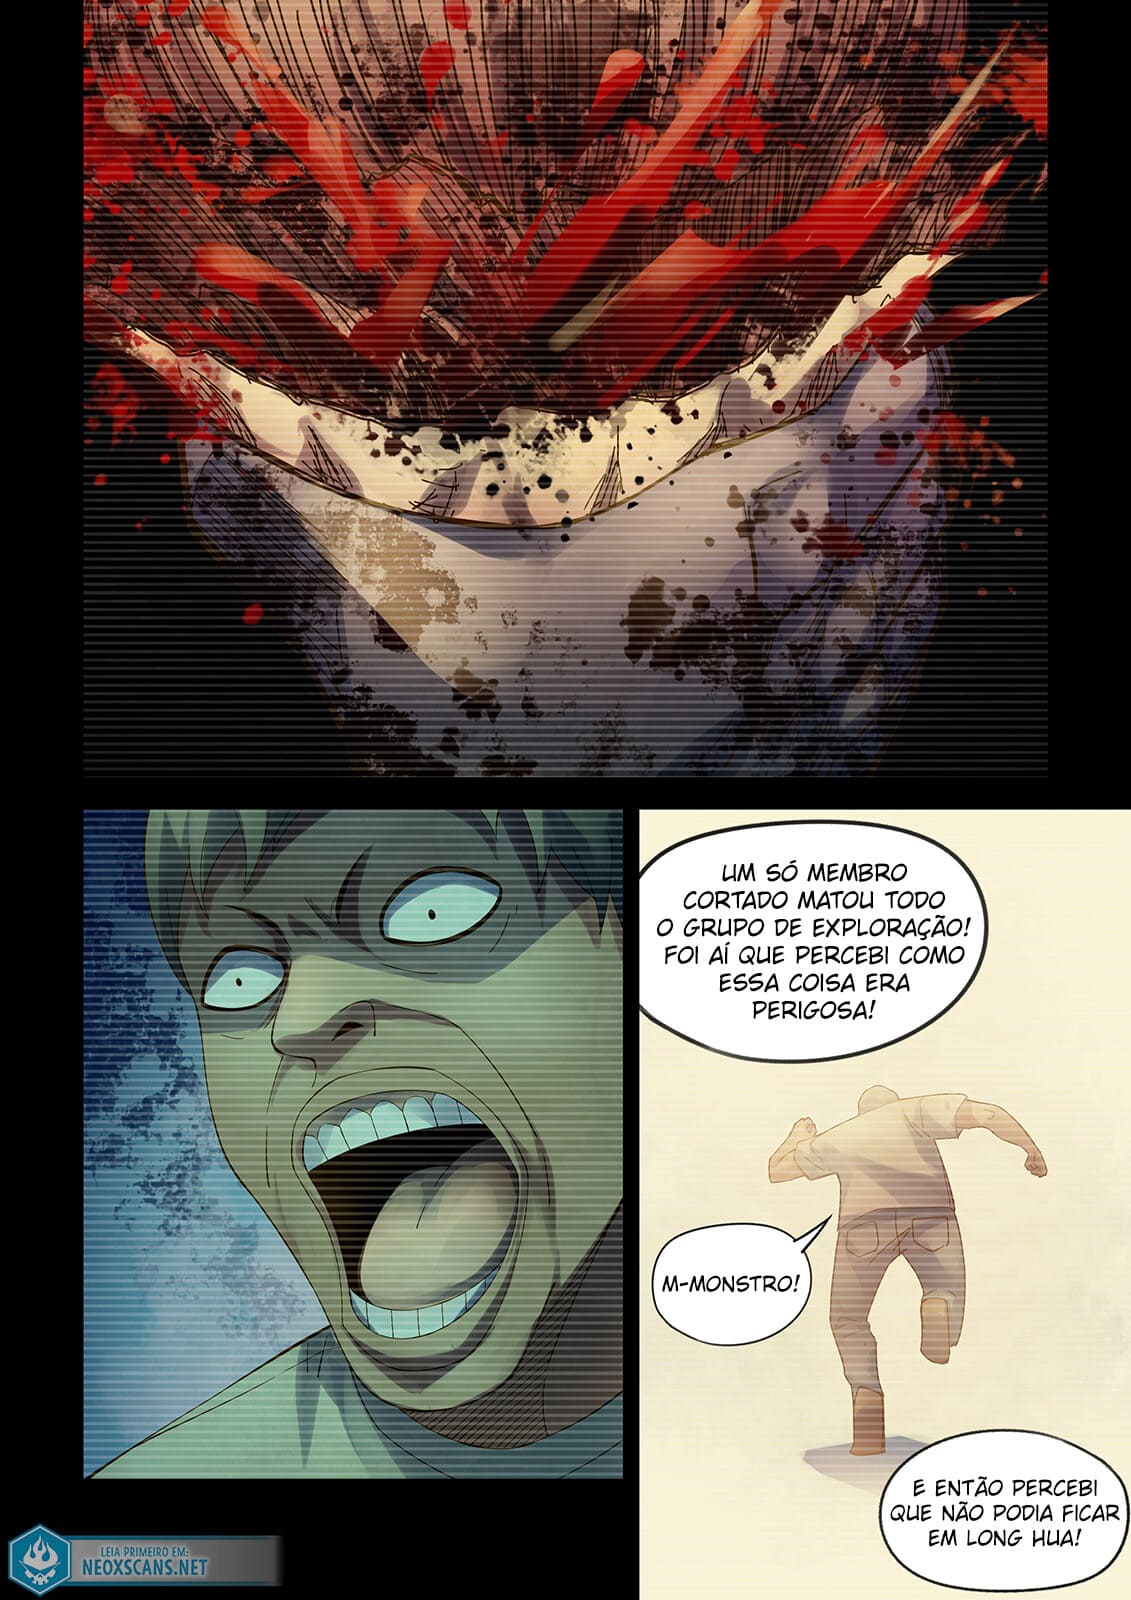 UM SÓ MEMBRO
CORTADO MATOU TODO
O GRUPO DE EXPLORAÇÃO!
FOI AÍ QUE PERCEBI COMO
ESSA COISA ERA
PERIGOSA!
M-MONSTRO!
E ENTÃO PERCEBI
QUE NÃO PODIA FICAR
EM LONG HUA!
LEIA PRIMEIRO EM:
NEOXSCANS.NET